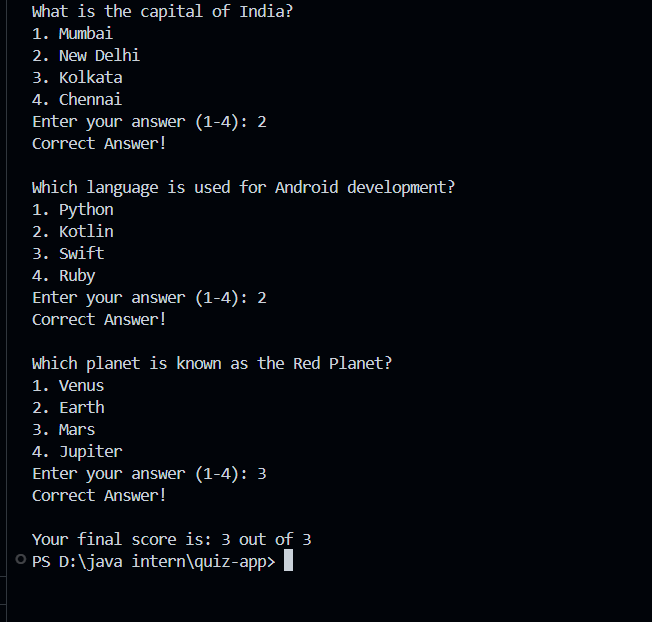 What is the capital of India?
1. Mumbai
2. New Delhi
3. Kolkata
4. Chennai
Enter your answer (1-4): 2
Correct Answer!
Which language is used for Android development?
1. Python
2. Kotlin
3. Swift
4. Ruby
Enter your answer (1-4): 2
Correct Answer!
Which planet is known as the Red Planet?
1. Venus
2. Earth
3. Mars
4. Jupiter
Enter your answer (1-4): 3
Correct Answer!
Your final score is: 3 out of 3
PS D:\java intern\quiz-app>